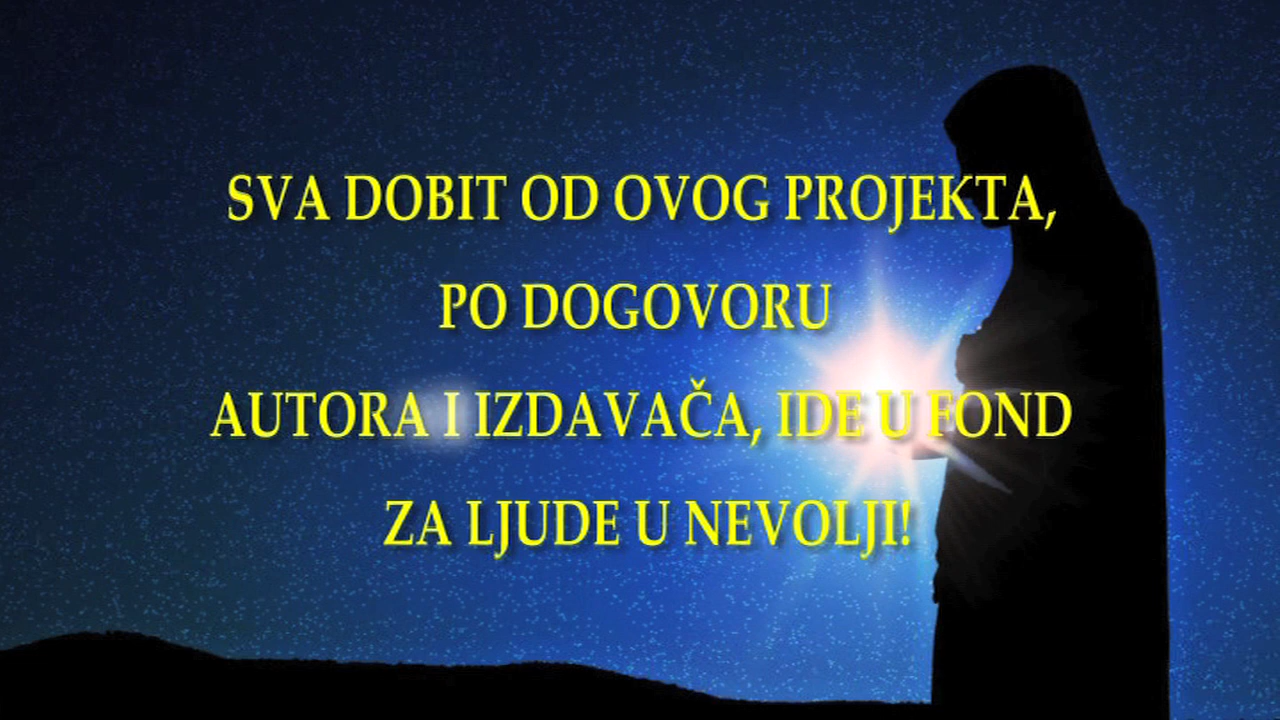 SVA DOBIT OD OVOG PROJEKTA,
PO DOGOVORU
AUTORA I IZDAVAČA, IDE U FOND
ZA LJUDE U NEVOLJI!